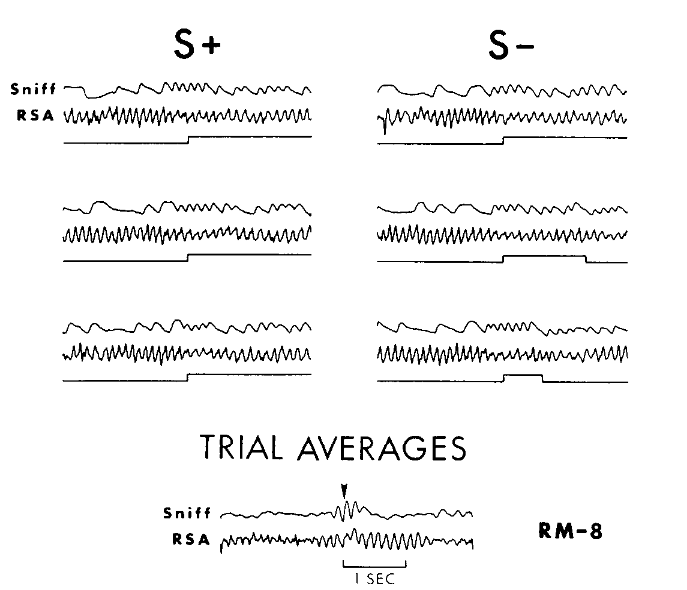 S+ S–
Sniff
RSA
TRIAL AVERAGES
Sniff
RSA
RM-8
1 SEC